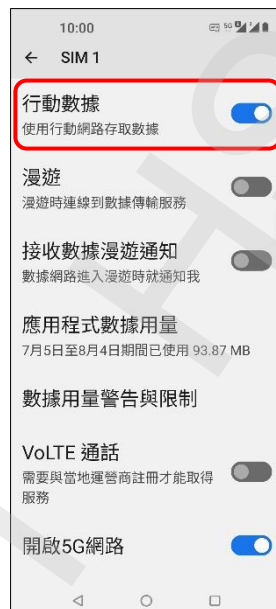 10:00
5G
SIM 1
行動數據
使用行動網路存取數據
漫遊
漫遊時連線到數據傳輸服務
接收數據漫遊通知
數據網路進入漫遊時就通知我
應用程式數據用量
7月5日至8月4日期間已使用 93.87 MB
數據用量警告與限制
VoLTE 通話
需要與當地運營商註冊才能取得
服務
開啟5G網路